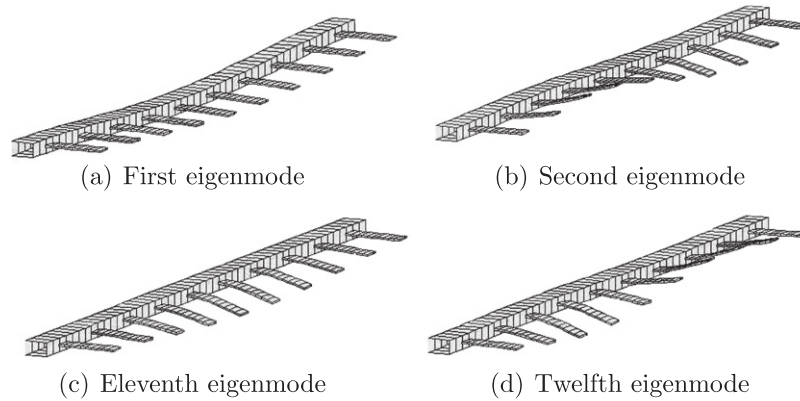 (a) First eigenmode
(b) Second eigenmode
(c) Eleventh eigenmode
(d) Twelfth eigenmode